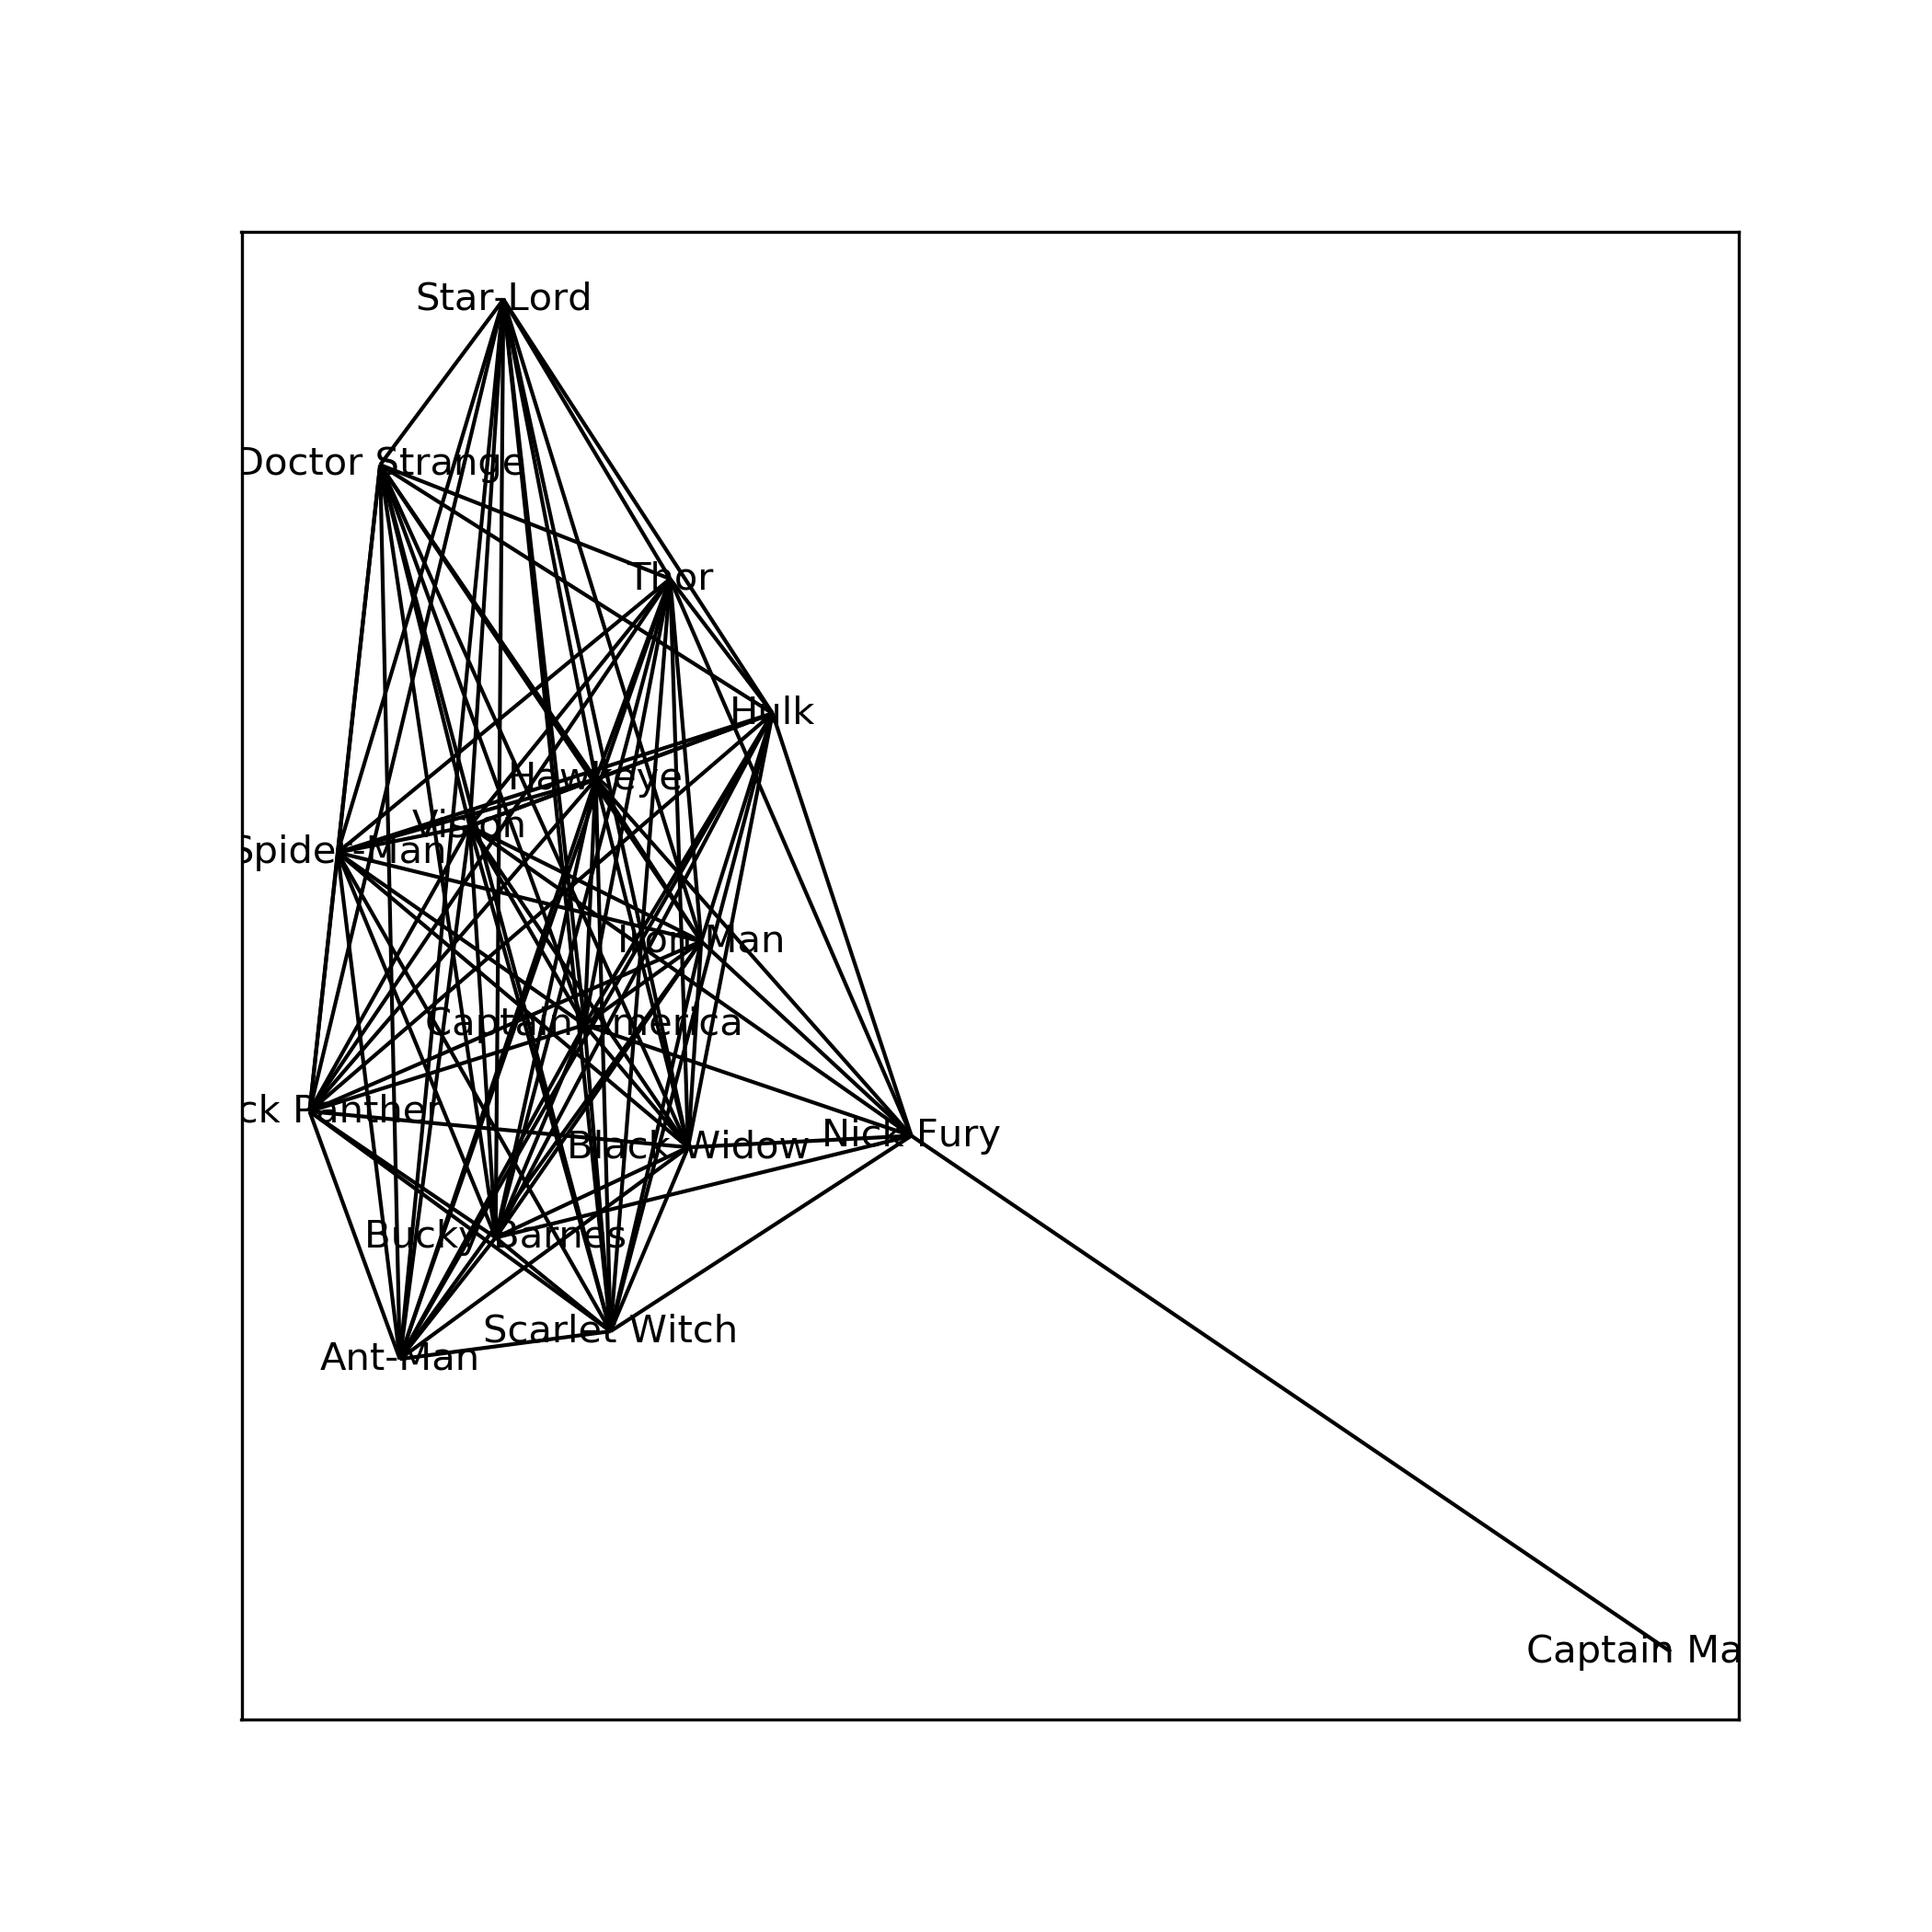 Star-Lord
Doctor Strange
Thor
Hulk
Hawkeye
Vision
Spider-Man
Iron Man
Captain America
ck Panther
Nick Fury
Black Widow
Bucky Barnes
Scarlet Witch
Ant-Man
Captain Ma